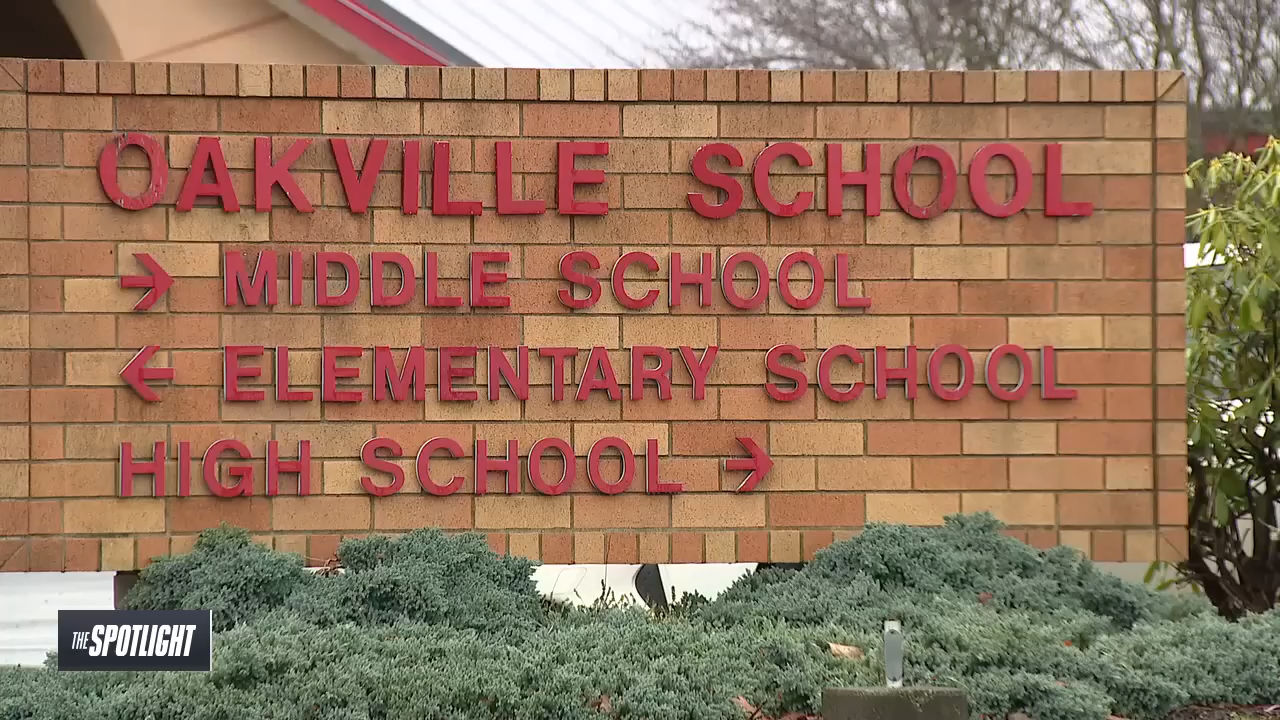 OAKVILLE SCHOOL
→ MIDDLE SCHOOL
← ELEMENTARY SCHOOL
HIGH SCHOOL →
THE SPOTLIGHT